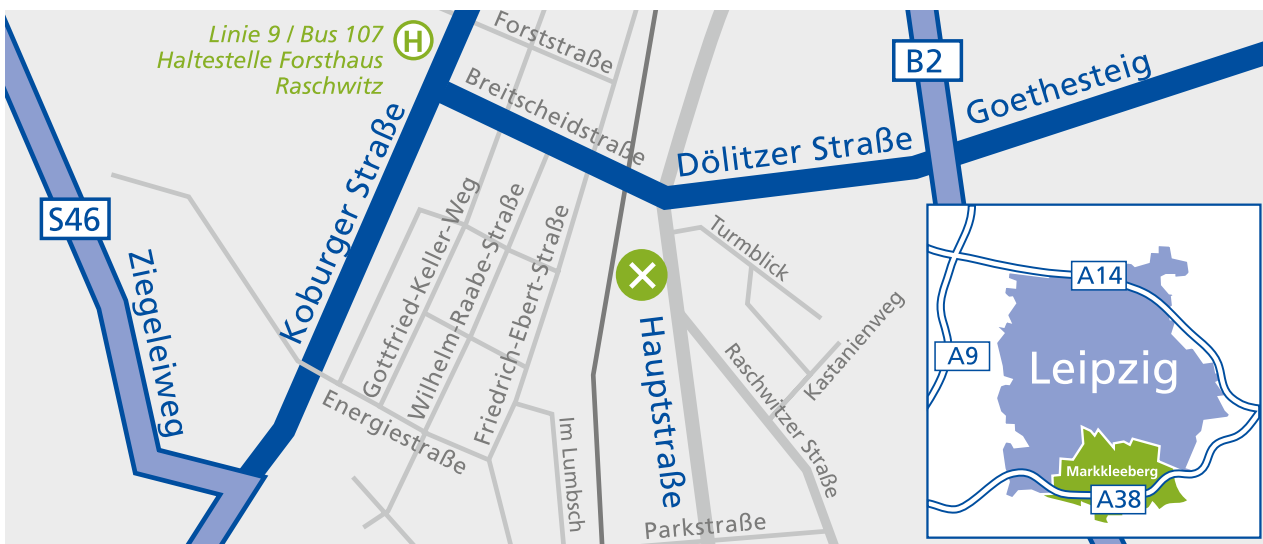 Linie 9 / Bus 107
Haltestelle Forsthaus
Raschwitz
H
Forststraße
Breitscheidstraße
B2
Goethesteig
Dölitzer Straße
Koburger Straße
S46
Ziegeleiweg
Gottfried-Keller-Weg
Wilhelm-Raabe-Straße
Friedrich-Ebert-Straße
Energiestraße
Im Lumbsch
Hauptstraße
Turmblick
Kastanienweg
Raschwitzer Straße
Parkstraße
A14
A9
Leipzig
Markkleeberg
A38